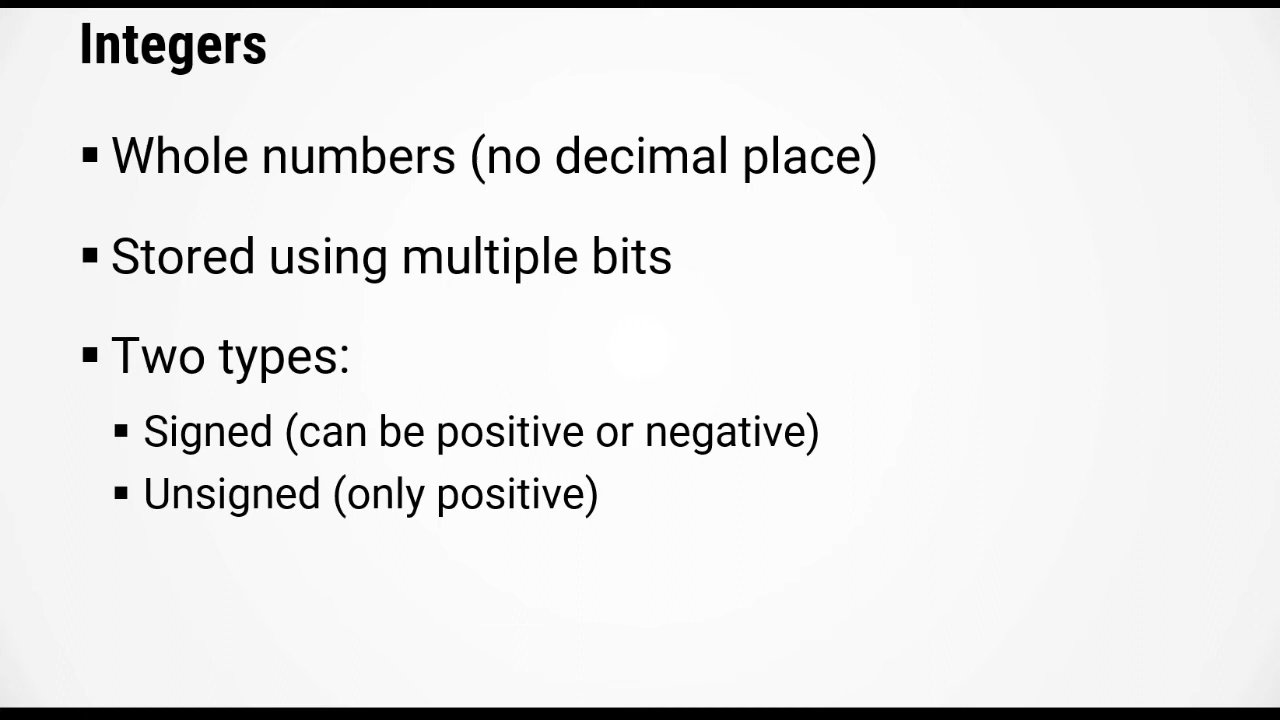 Integers
▪ Whole numbers (no decimal place)
▪ Stored using multiple bits
▪ Two types:
▪ Signed (can be positive or negative)
▪ Unsigned (only positive)